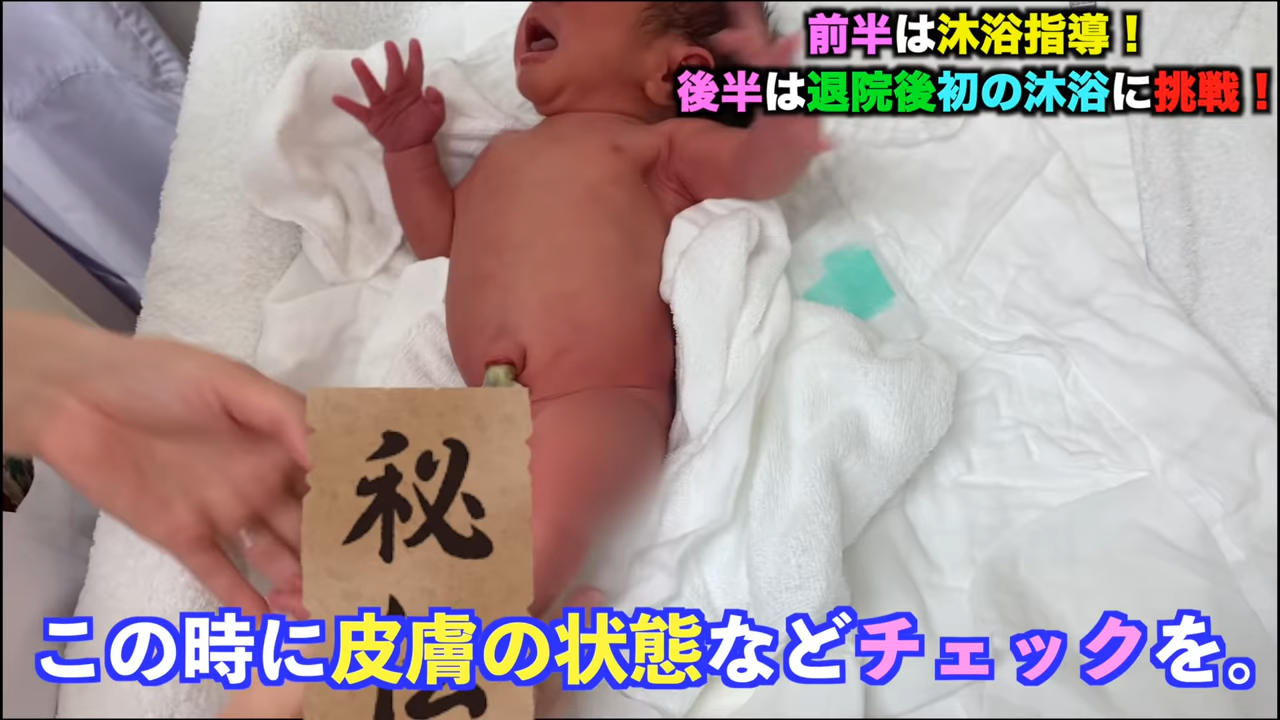 前半は沐浴指導！
後半は退院後初の沐浴に挑戦！
秘
伝
この時に皮膚の状態などチェックを。